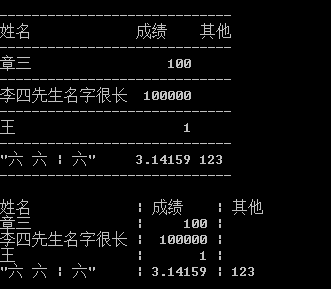 姓名 成绩 其他
章三 100
李四先生名字很长 100000
王 1
"六 六 ¦ 六" 3.14159 123
姓名 ¦ 成绩 ¦ 其他
章三 ¦ 100 ¦
李四先生名字很长 ¦ 100000 ¦
王 ¦ 1 ¦
"六 六 ¦ 六" ¦ 3.14159 ¦ 123